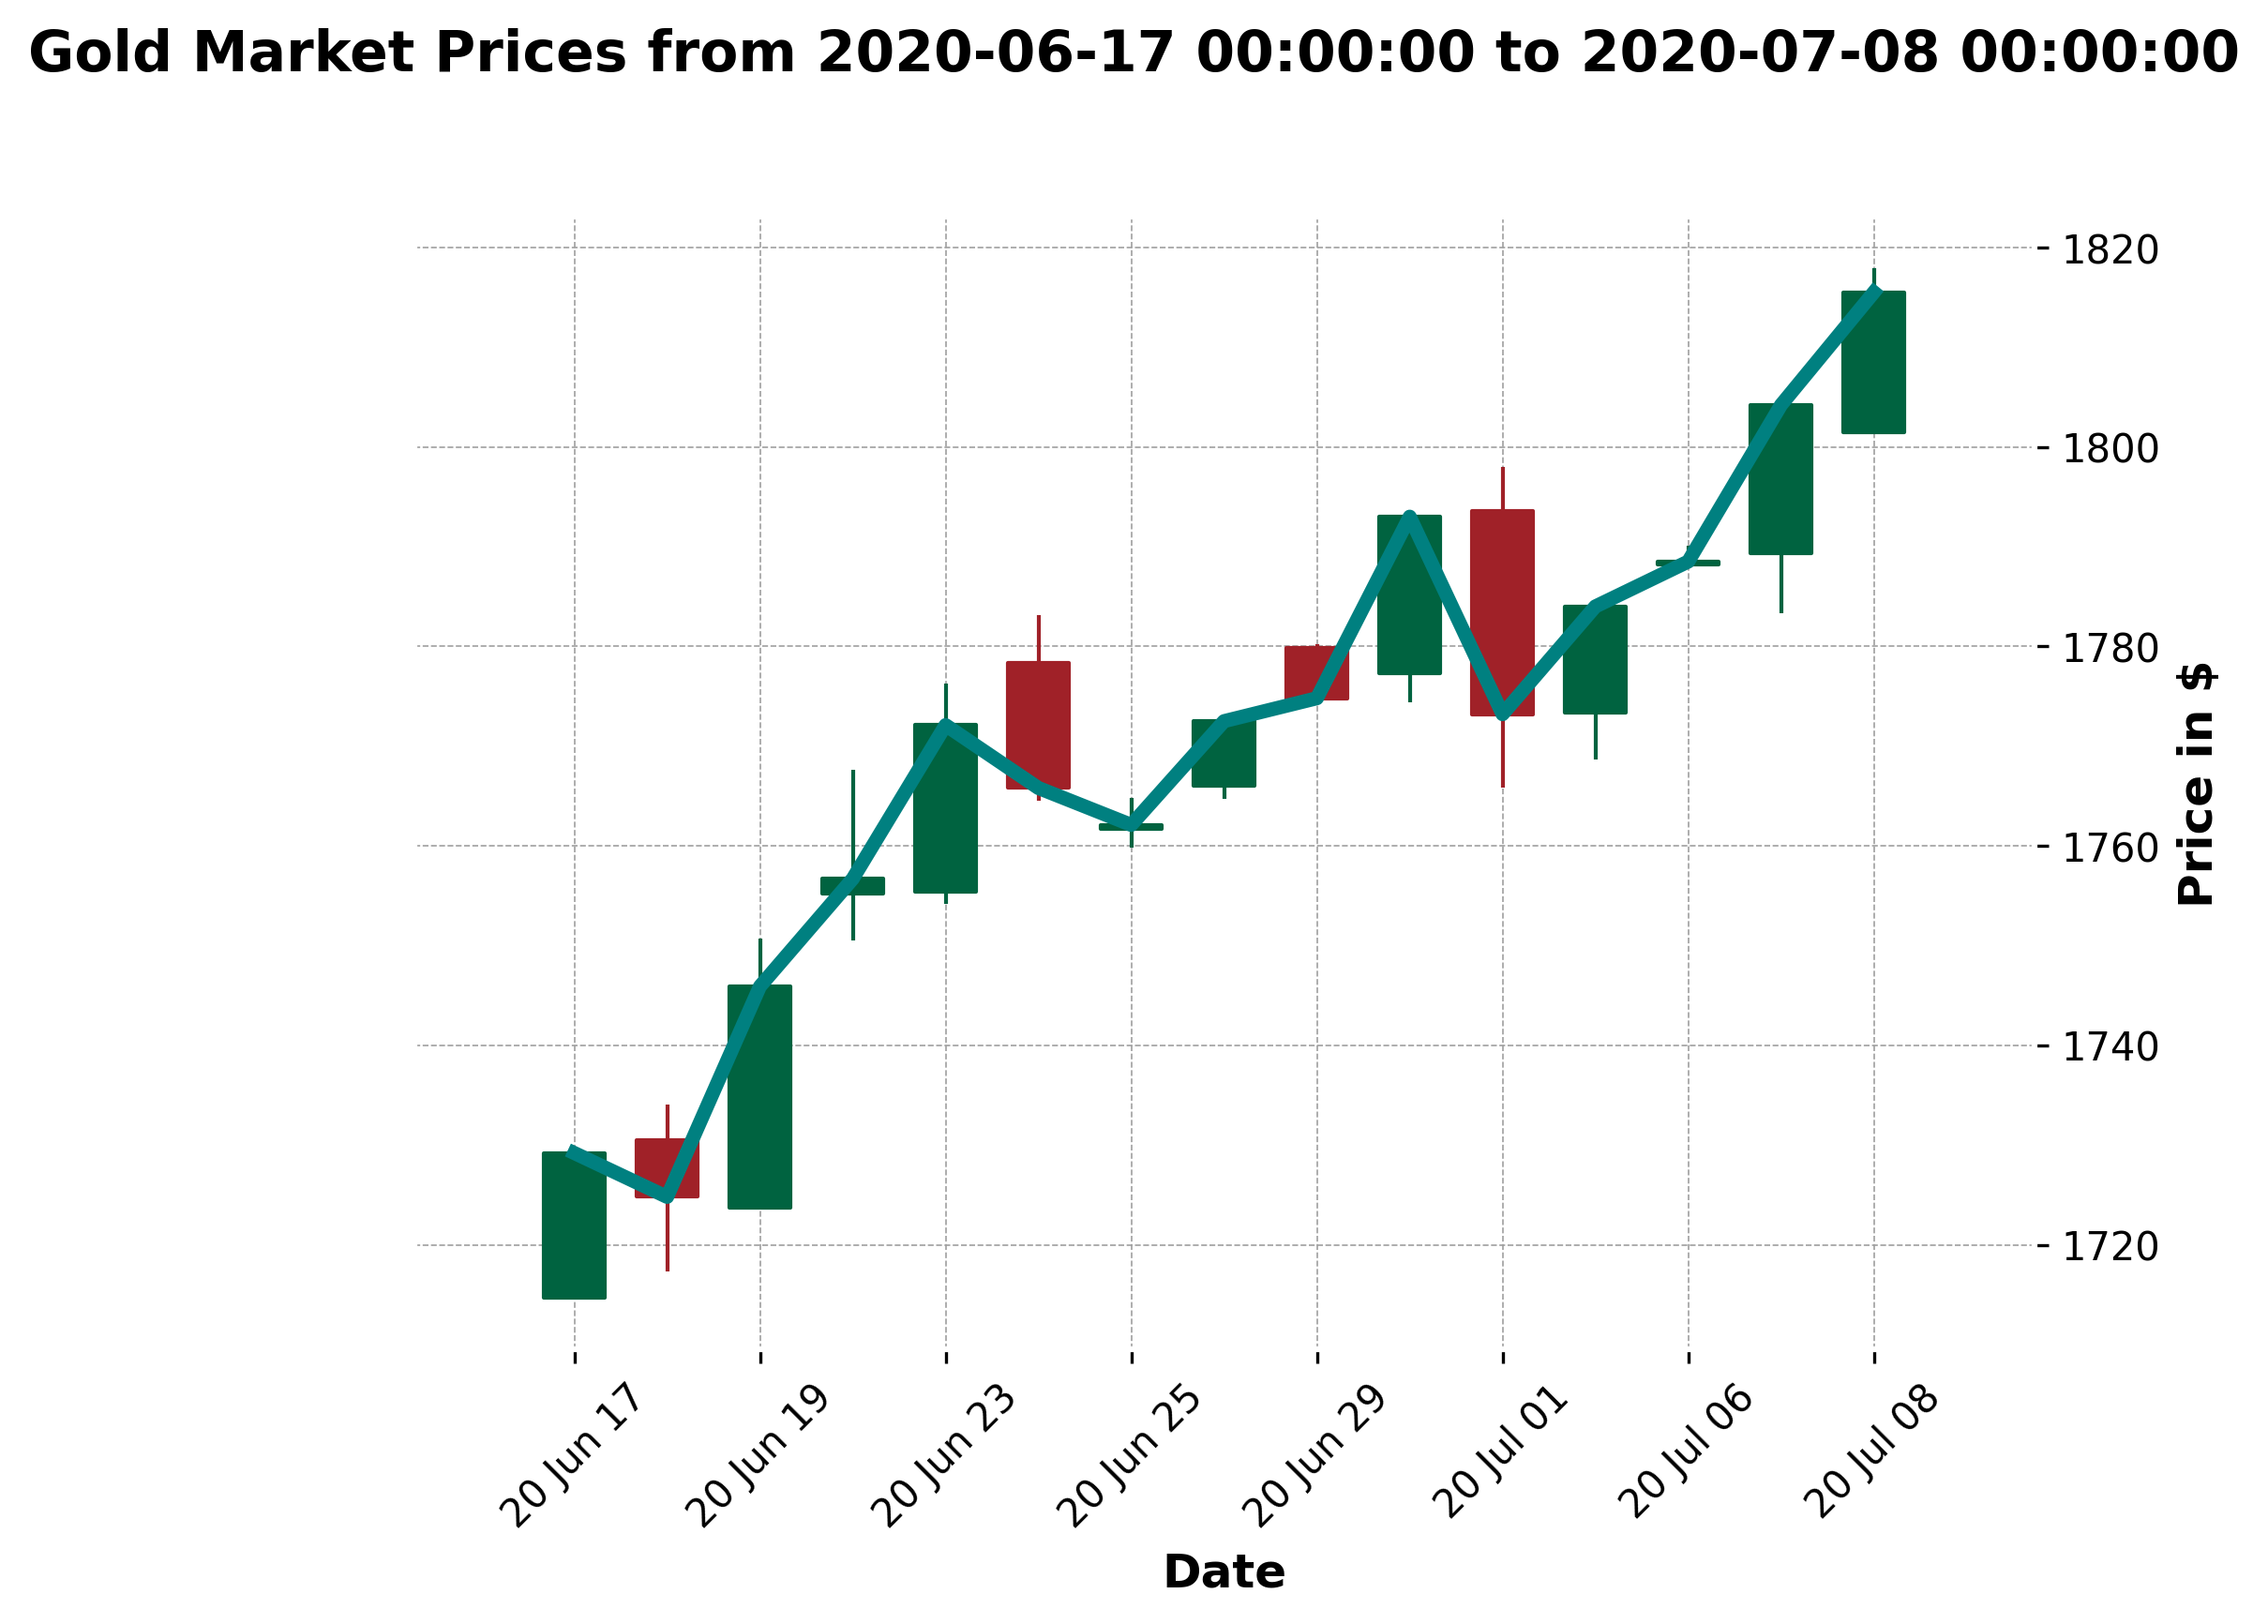 Gold Market Prices from 2020-06-17 00:00:00 to 2020-07-08 00:00:00
1820
1800
1780
1760
1740
1720
Price in $
20 Jun 17
20 Jun 19
20 Jun 23
20 Jun 25
20 Jun 29
20 Jul 01
20 Jul 06
20 Jul 08
Date